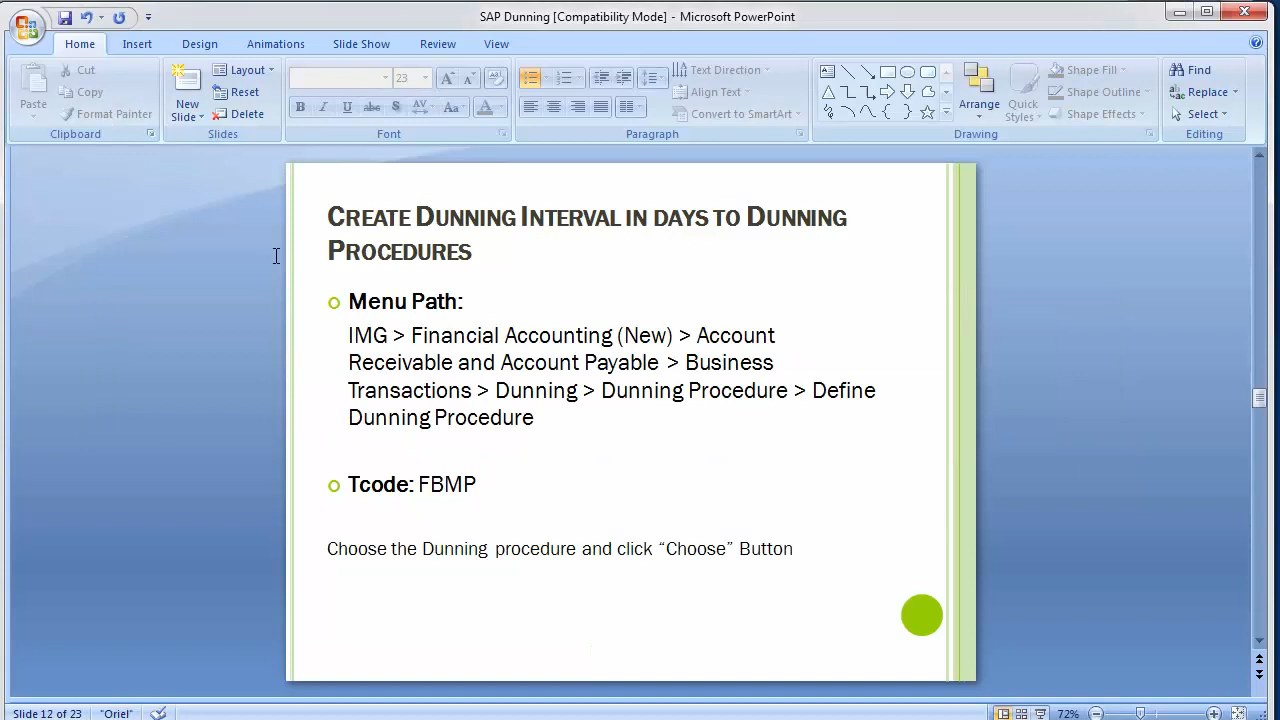 SAP Dunning [Compatibility Mode] - Microsoft PowerPoint
Home Insert Design Animations Slide Show Review View
Paste
Cut
Copy
Format Painter
Clipboard
New Slide
Layout
Reset
Delete
Slides
23
B I U abc S AV Aa A
Font
Text Direction
Align Text
Convert to SmartArt
Paragraph
Arrange
Quick Styles
Shape Fill
Shape Outline
Shape Effects
Drawing
Find
Replace
Select
Editing
CREATE DUNNING INTERVAL IN DAYS TO DUNNING
PROCEDURES
Menu Path:
IMG > Financial Accounting (New) > Account
Receivable and Account Payable > Business
Transactions > Dunning > Dunning Procedure > Define
Dunning Procedure
Tcode: FBMP
Choose the Dunning procedure and click “Choose” Button
Slide 12 of 23 "Oriel" 72%